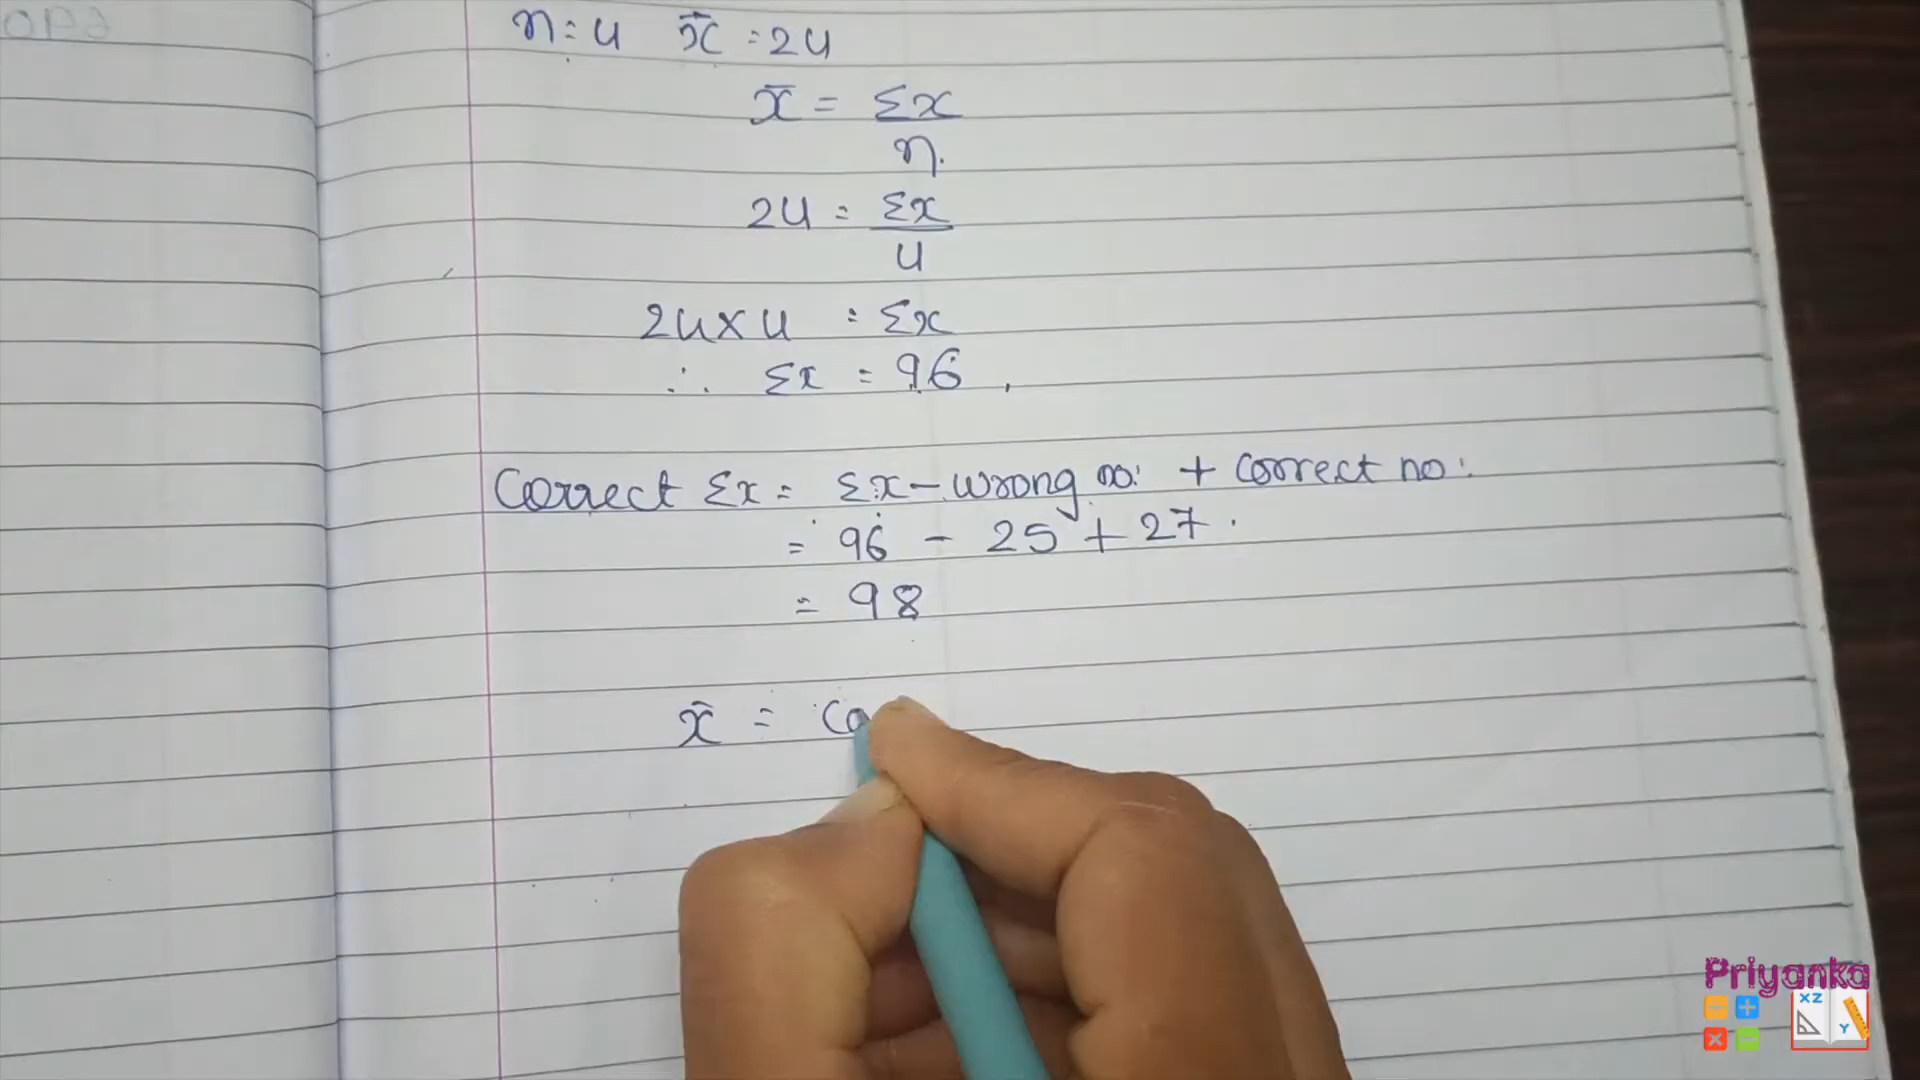 n = 4 x̄ = 24
x̄ = Σx
n.
24 = Σx
4
24 × 4 = Σx
∴ Σx = 96
Correct Σx = Σx - wrong no: + Correct no:
= 96 - 25 + 27.
= 98
x̄ = Co
Priyanka
XZ
Y